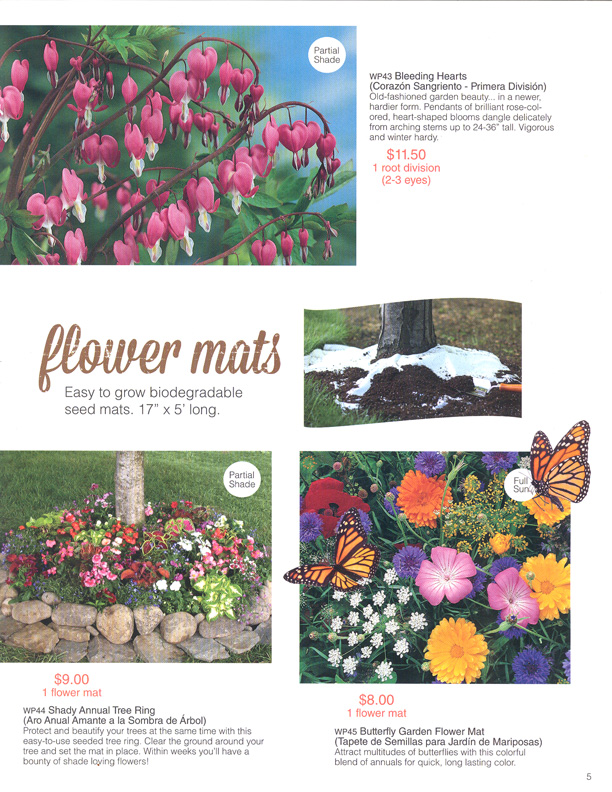 Partial
Shade
WP43 Bleeding Hearts
(Corazón Sangriento - Primera División)
Old-fashioned garden beauty... in a newer,
hardier form. Pendants of brilliant rose-col-
ored, heart-shaped blooms dangle delicately
from arching stems up to 24-36" tall. Vigorous
and winter hardy.
$11.50
1 root division
(2-3 eyes)
flower mats
Easy to grow biodegradable
seed mats. 17" x 5' long.
Partial
Shade
$9.00
1 flower mat
WP44 Shady Annual Tree Ring
(Aro Anual Amante a la Sombra de Árbol)
Protect and beautify your trees at the same time with this
easy-to-use seeded tree ring. Clear the ground around your
tree and set the mat in place. Within weeks you'll have a
bounty of shade loving flowers!
Full
Sun
$8.00
1 flower mat
WP45 Butterfly Garden Flower Mat
(Tapete de Semillas para Jardín de Mariposas)
Attract multitudes of butterflies with this colorful
blend of annuals for quick, long lasting color.
5